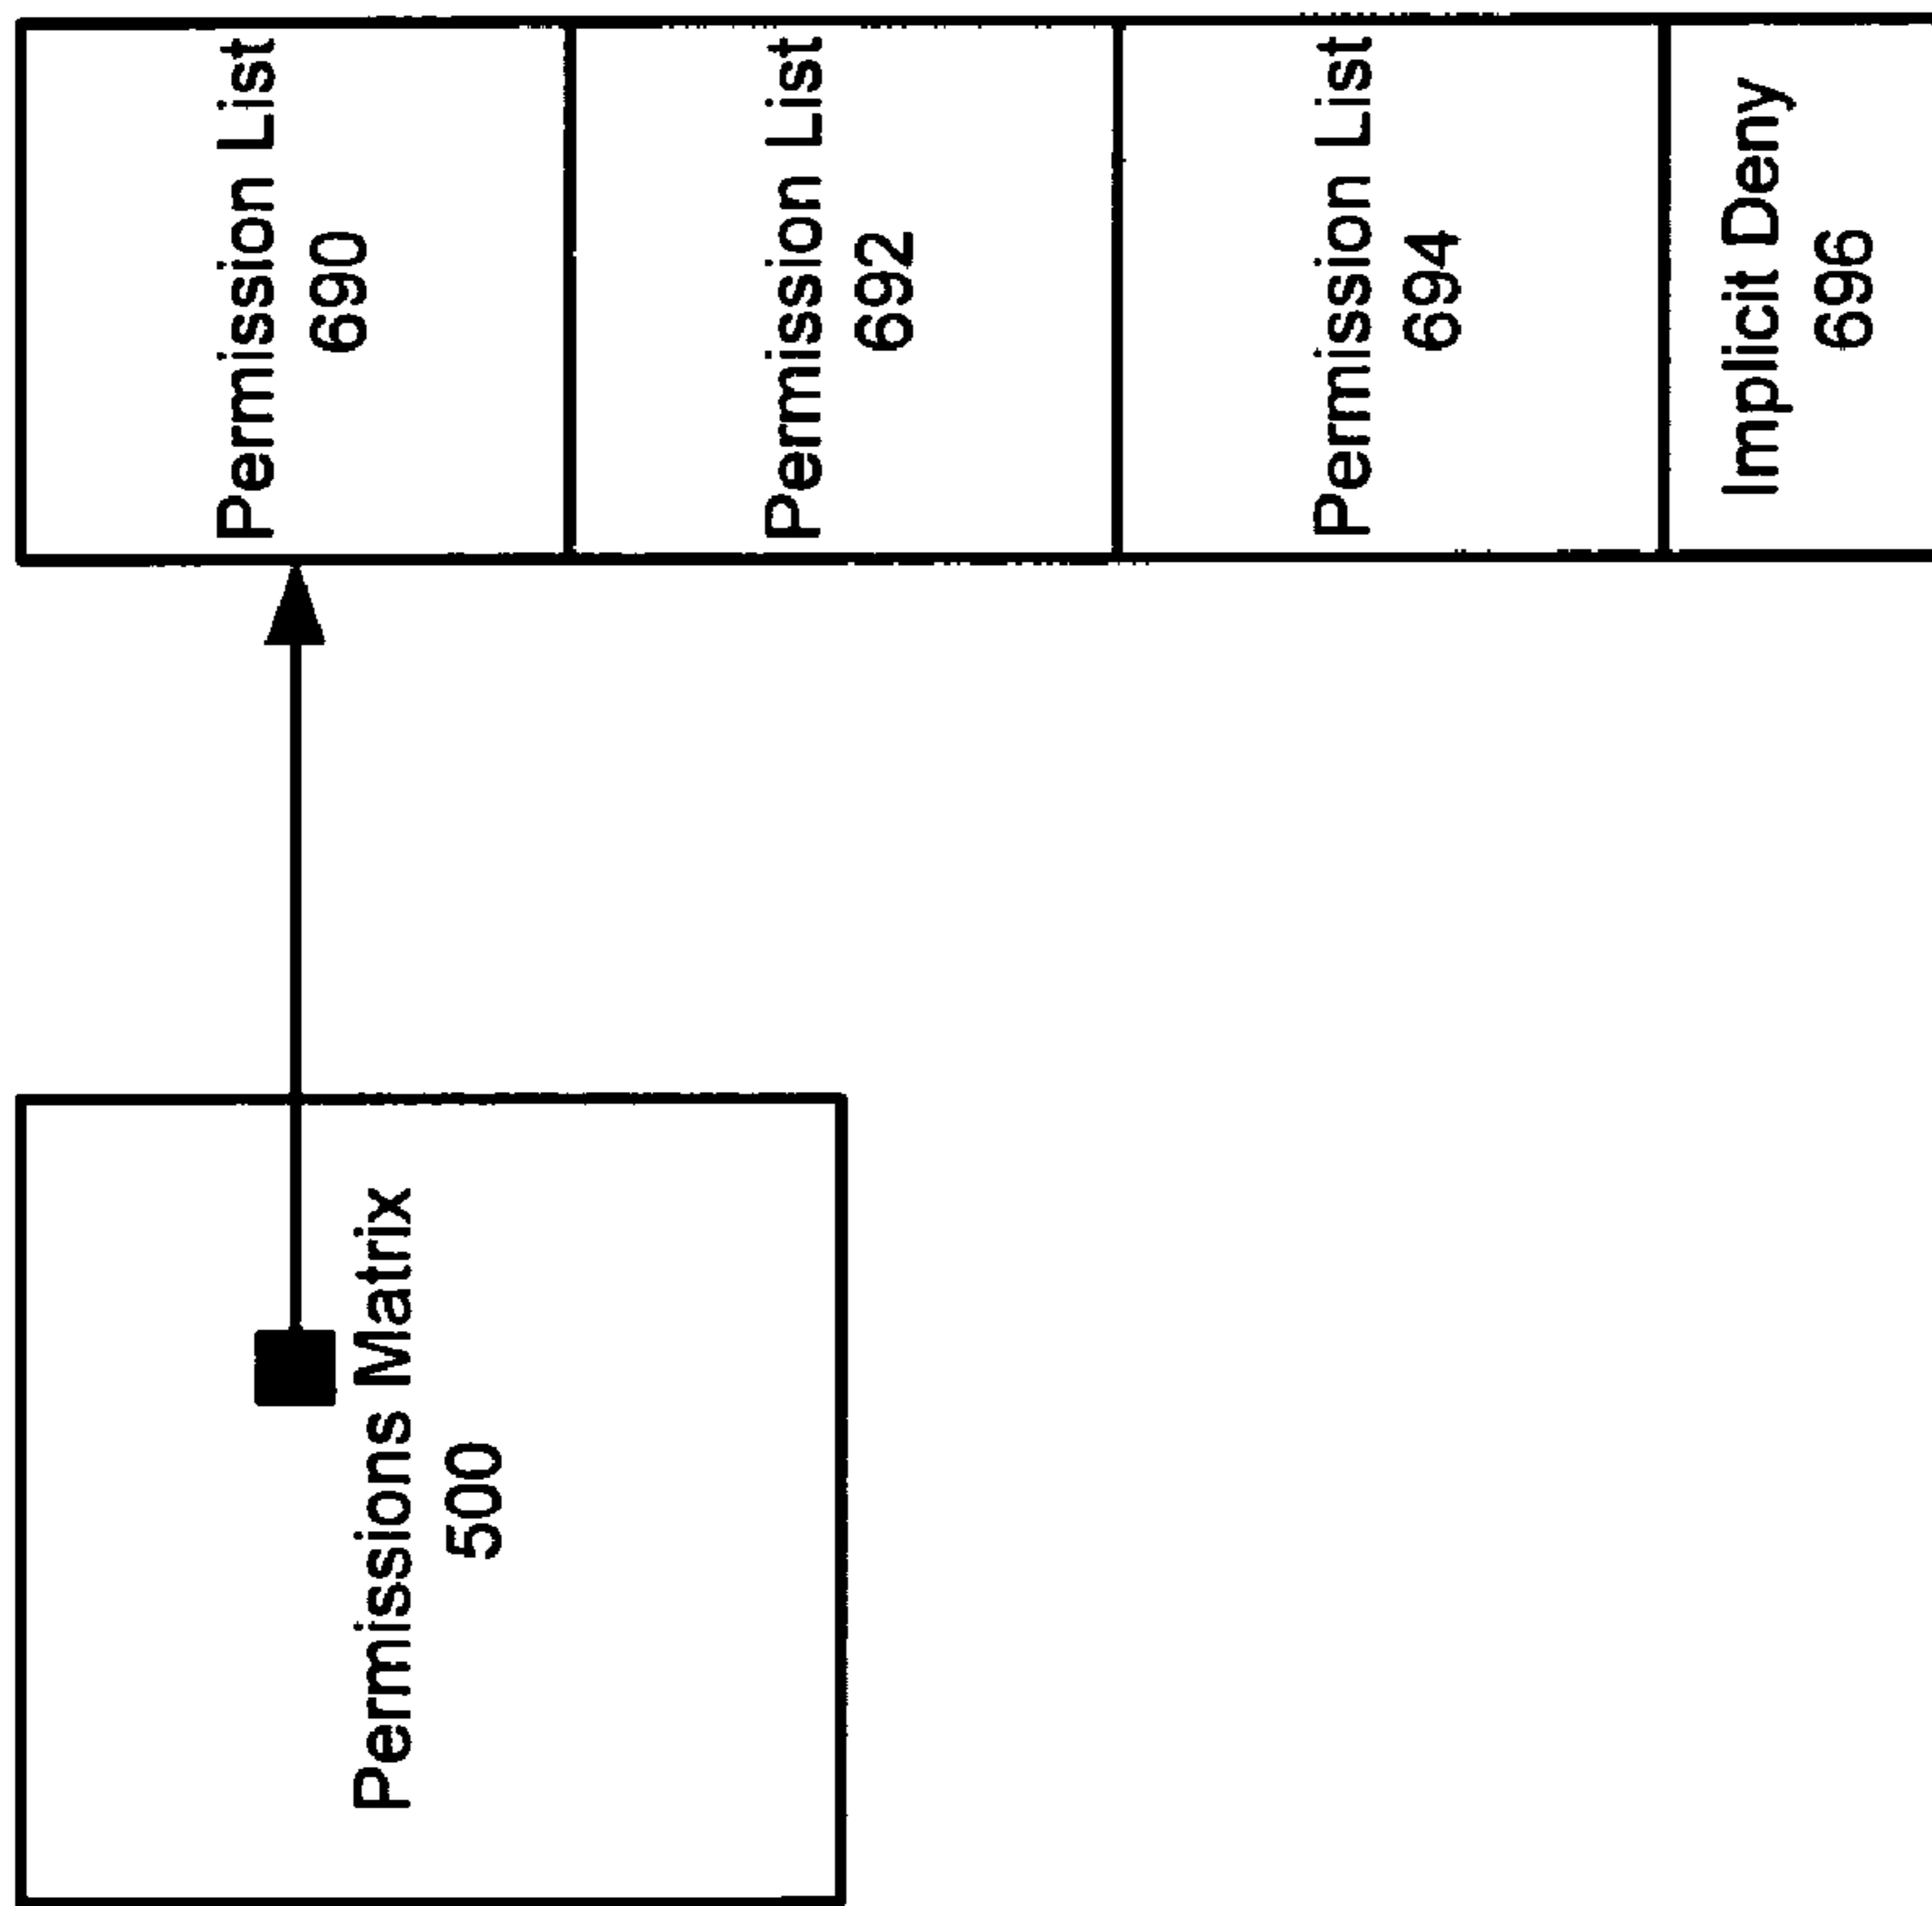 Permissions Matrix
500
Permission List
690
Permission List
692
Permission List
694
Implicit Deny
696